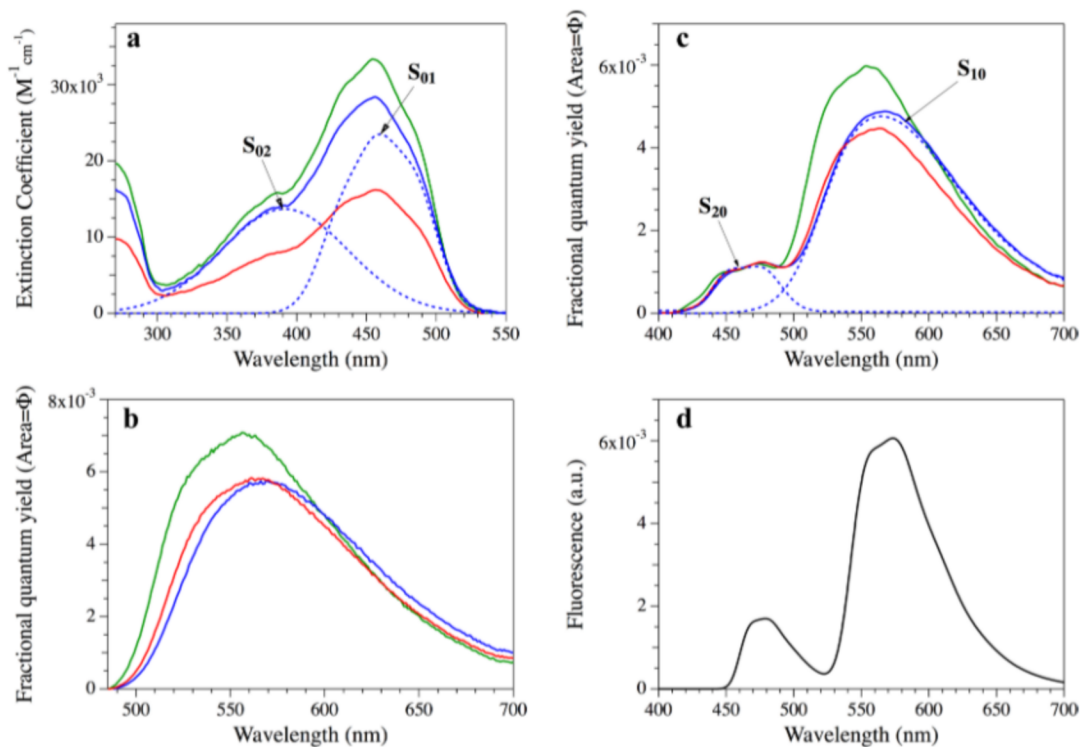 a
Extinction Coefficient (M⁻¹ cm⁻¹)
30x10³
20
10
0
S₀₂
S₀₁
300 350 400 450 500 550
Wavelength (nm)
c
Fractional quantum yield (Area=Φ)
6x10⁻³
4
2
0
S₂₀
S₁₀
400 450 500 550 600 650 700
Wavelength (nm)
b
Fractional quantum yield (Area=Φ)
8x10⁻³
6
4
2
0
500 550 600 650 700
Wavelength (nm)
d
Fluorescence (a.u.)
6x10⁻³
4
2
0
400 450 500 550 600 650 700
Wavelength (nm)